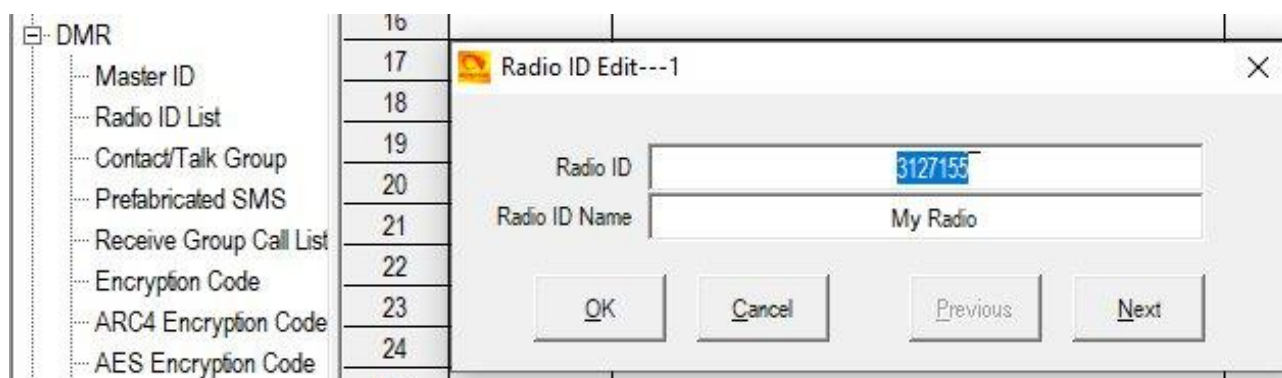 DMR
Master ID
Radio ID List
Contact/Talk Group
Prefabricated SMS
Receive Group Call List
Encryption Code
ARC4 Encryption Code
AES Encryption Code
16
17
18
19
20
21
22
23
24
Radio ID Edit---1
Radio ID 3127155
Radio ID Name My Radio
OK Cancel Previous Next